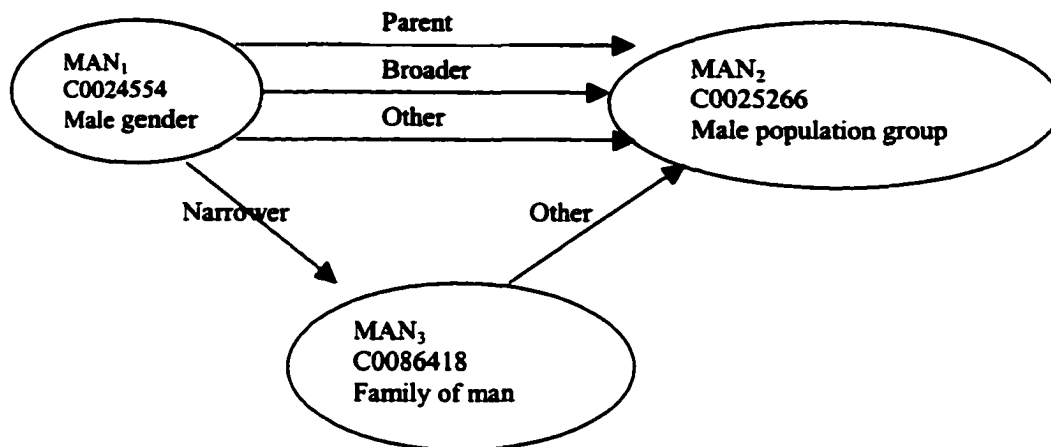 Parent
MAN₁
C0024554
Male gender
Broader
Other
MAN₂
C0025266
Male population group
Narrower
Other
MAN₃
C0086418
Family of man